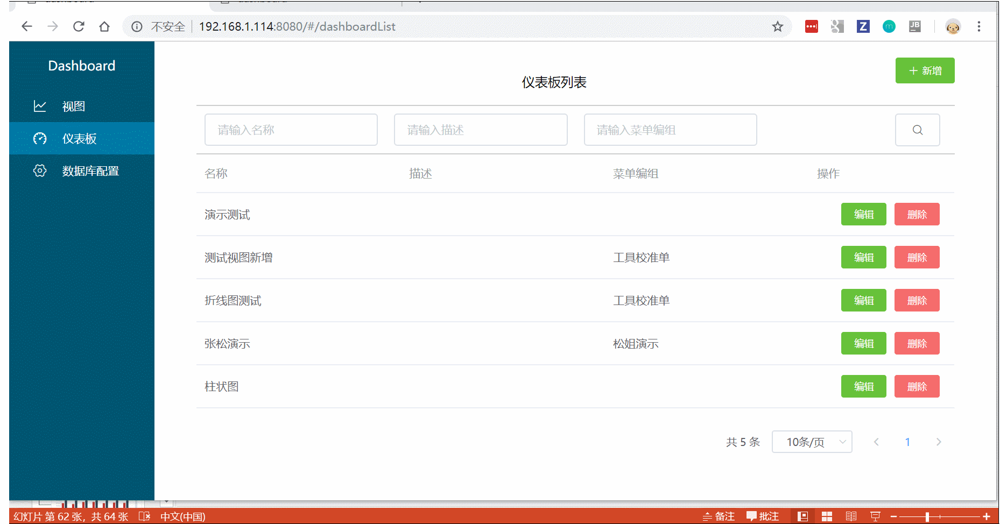 不安全 192.168.1.114:8080/#/dashboardList
JB
Dashboard
视图
仪表板
数据库配置
仪表板列表
新增
请输入名称 请输入描述 请输入菜单编组
名称 描述 菜单编组 操作
演示测试 编辑 删除
测试视图新增 工具校准单 编辑 删除
折线图测试 工具校准单 编辑 删除
张松演示 松姐演示 编辑 删除
柱状图 编辑 删除
共 5 条 10条/页 1
幻灯片 第 62 张，共 64 张 中文(中国) 备注 批注